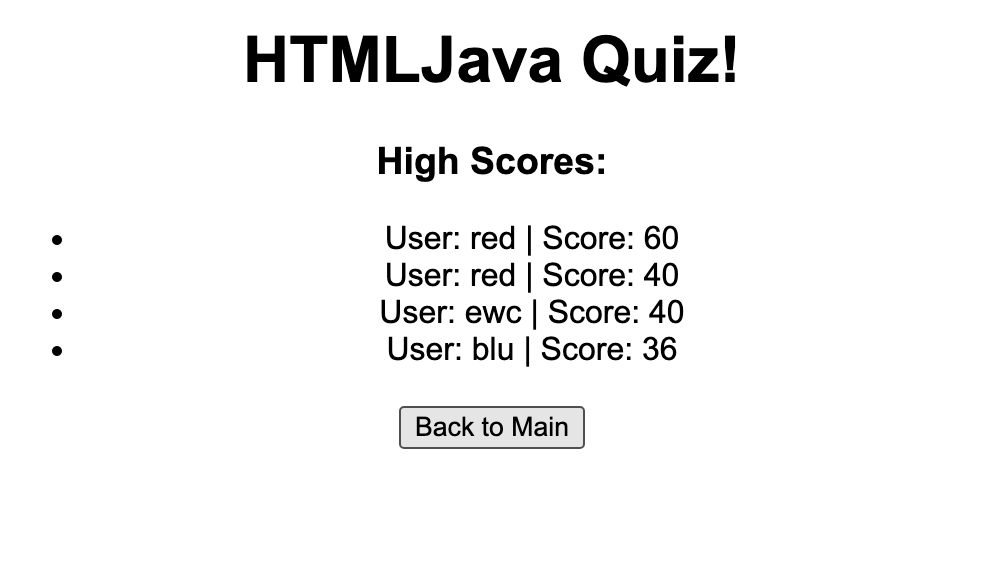 HTMLJava Quiz!
High Scores:
• User: red | Score: 60
• User: red | Score: 40
• User: ewc | Score: 40
• User: blu | Score: 36
Back to Main